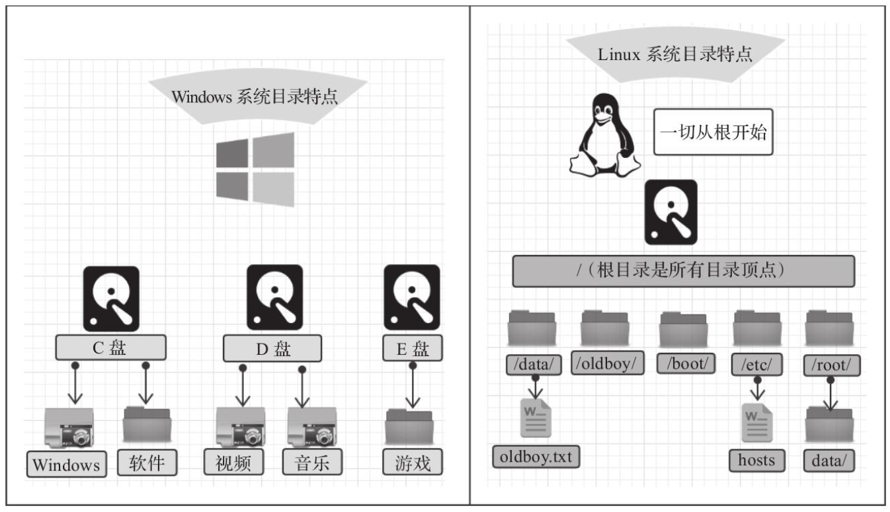 Windows 系统目录特点
C 盘
D 盘
E 盘
Windows
软件
视频
音乐
游戏
Linux 系统目录特点
一切从根开始
/（根目录是所有目录顶点）
/data/
/oldboy/
/boot/
/etc/
/root/
W
W
oldboy.txt
hosts
data/